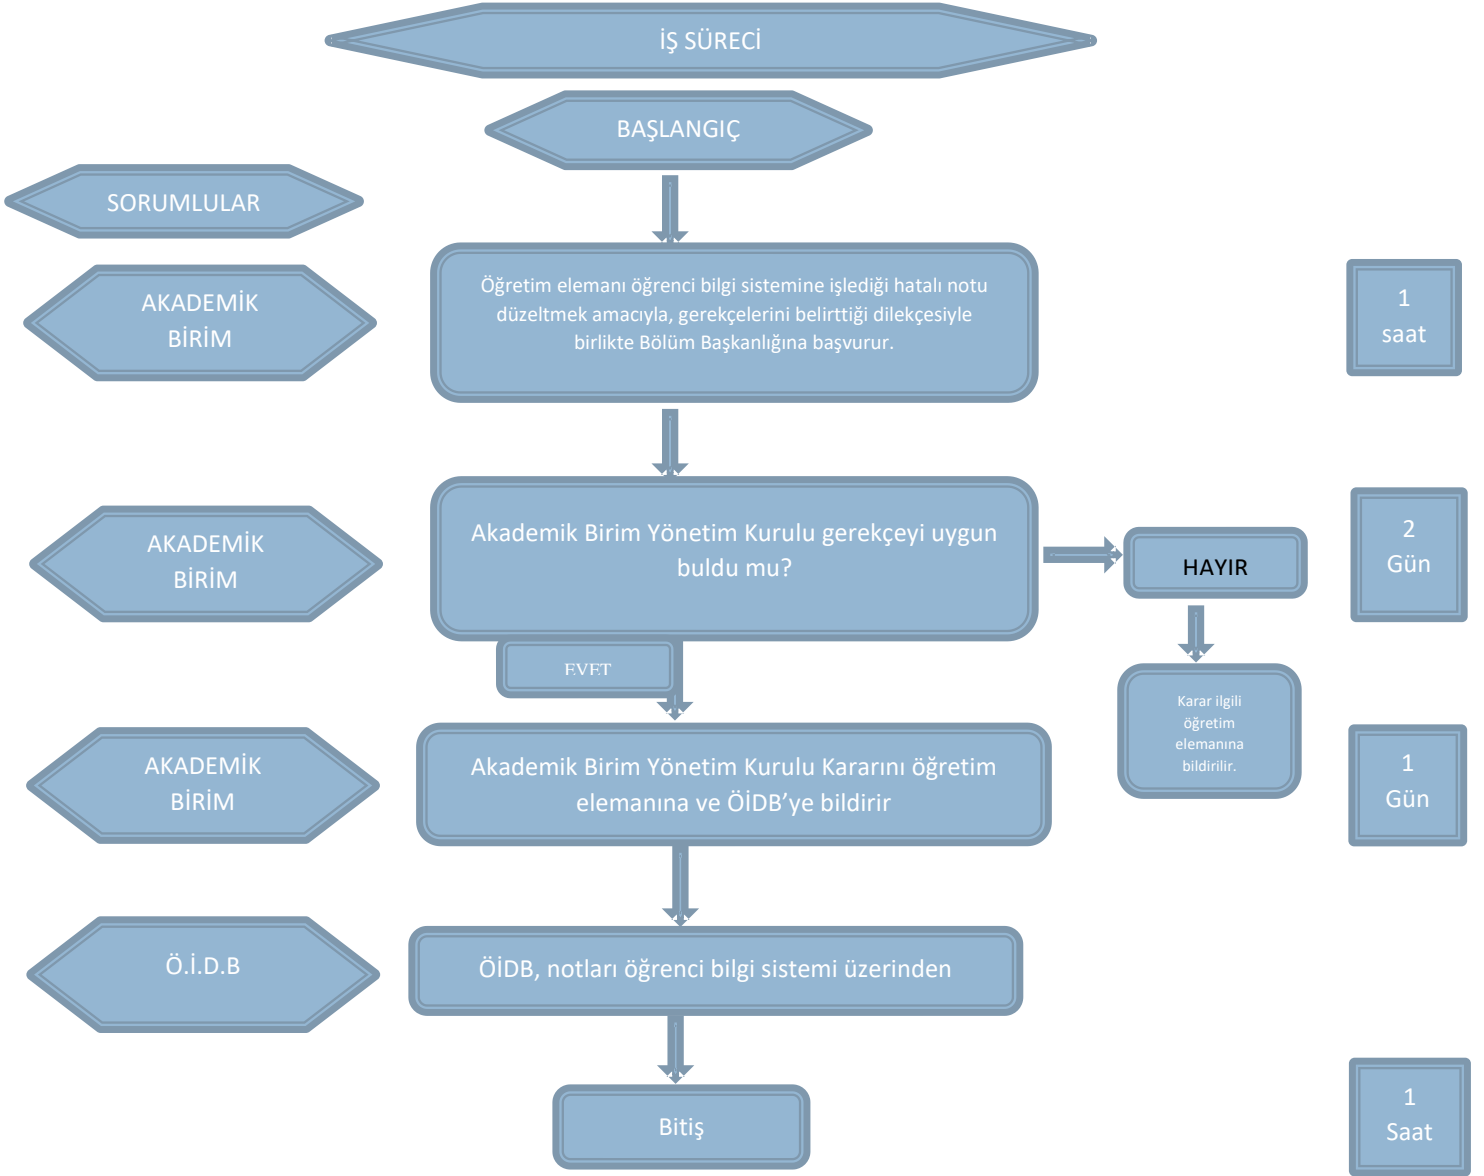 İŞ SÜRECİ
BAŞLANGIÇ
SORUMLULAR
AKADEMİK
BİRİM
Öğretim elemanı öğrenci bilgi sistemine işlediği hatalı notu
düzeltmek amacıyla, gerekçelerini belirttiği dilekçesiyle
birlikte Bölüm Başkanlığına başvurur.
1
saat
AKADEMİK
BİRİM
Akademik Birim Yönetim Kurulu gerekçeyi uygun
buldu mu?
HAYIR
2
Gün
EVET
Karar ilgili
öğretim
elemanına
bildirilir.
AKADEMİK
BİRİM
Akademik Birim Yönetim Kurulu Kararını öğretim
elemanına ve ÖİDB’ye bildirir
1
Gün
Ö.İ.D.B
ÖİDB, notları öğrenci bilgi sistemi üzerinden
Bitiş
1
Saat